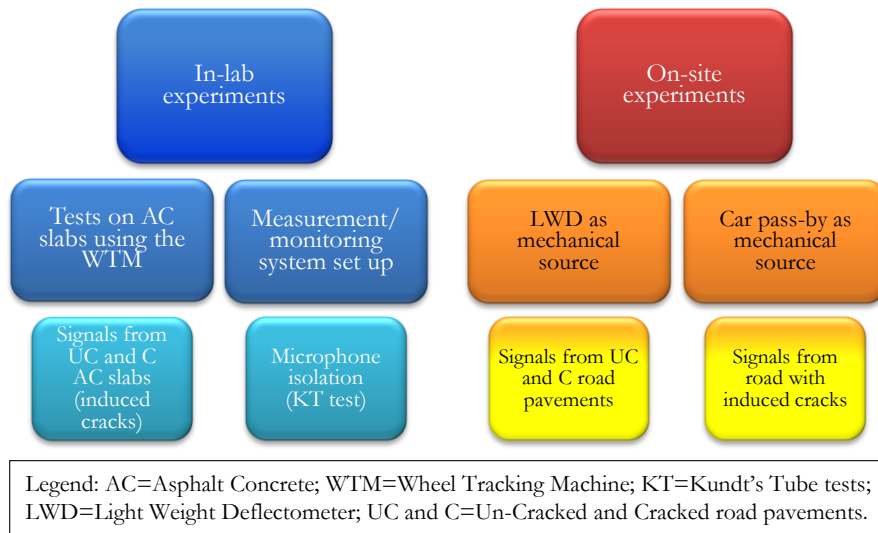 In-lab
experiments
On-site
experiments
Tests on AC
slabs using the
WTM
Measurement/
monitoring
system set up
LWD as
mechanical
source
Car pass-by as
mechanical
source
Signals from
UC and C
AC slabs
(induced
cracks)
Microphone
isolation
(KT test)
Signals from UC
and C road
pavements
Signals from
road with
induced cracks
Legend: AC=Asphalt Concrete; WTM=Wheel Tracking Machine; KT=Kundt's Tube tests;
LWD=Light Weight Deflectometer; UC and C=Un-Cracked and Cracked road pavements.